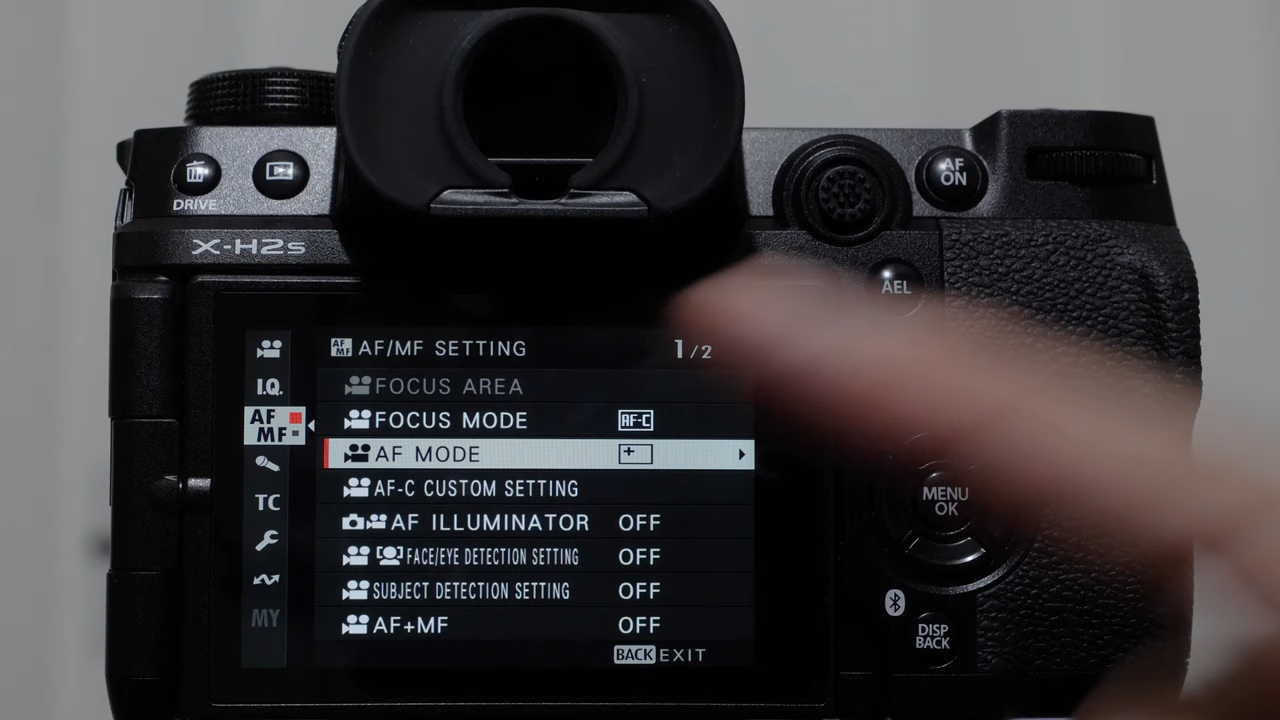 DRIVE
AF ON
X-H2S
AEL
AF/MF SETTING 1/2
FOCUS AREA
I.Q.
FOCUS MODE AF-C
AF MF
AF MODE
AF-C CUSTOM SETTING
TC
AF ILLUMINATOR OFF
FACE/EYE DETECTION SETTING OFF
SUBJECT DETECTION SETTING OFF
MY
AF+MF OFF
BACK EXIT
MENU OK
DISP BACK